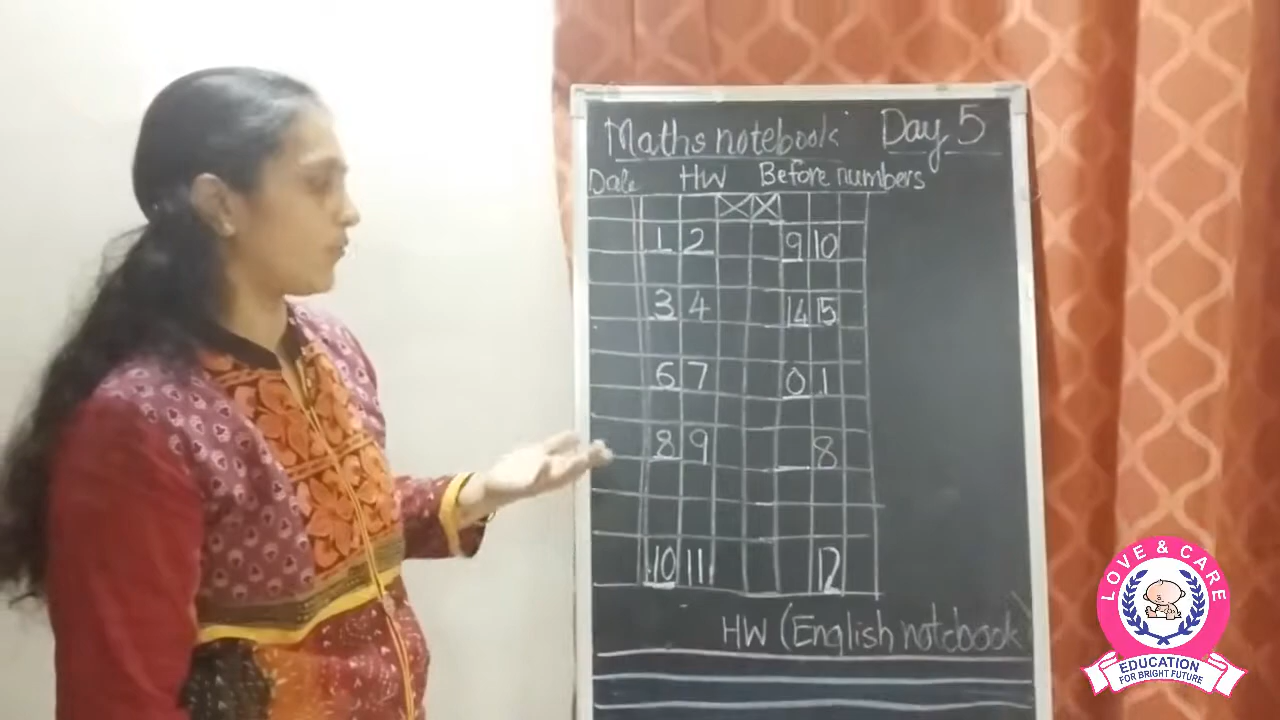 Maths notebook Day 5
Date HW Before numbers
1 2 9 10
3 4 14 15
6 7 0 1
8 9 _ 8
10 11 12
HW (English notebook)
LOVE & CARE
EDUCATION
FOR BRIGHT FUTURE